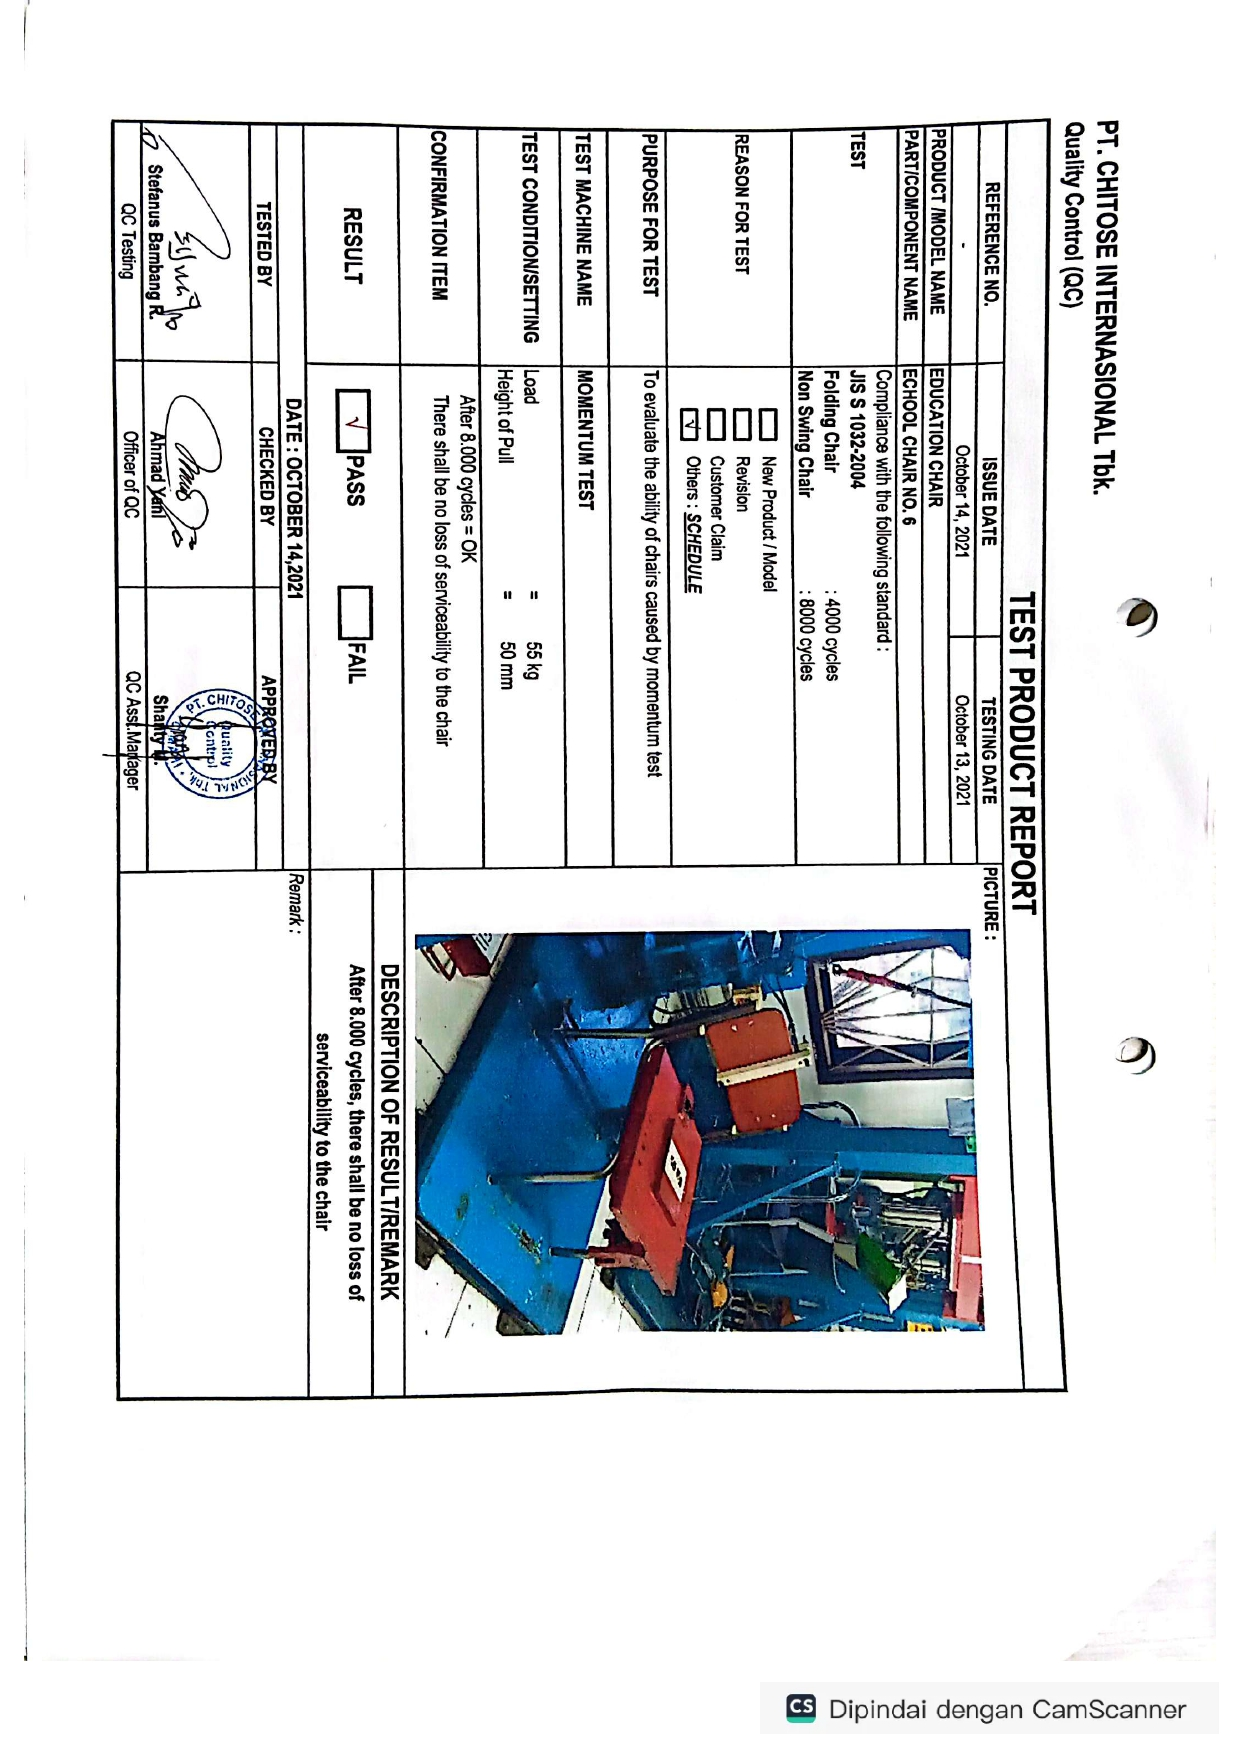 PT. CHITOSE INTERNASIONAL Tbk.
Quality Control (QC)
TEST PRODUCT REPORT
REFERENCE NO.
ISSUE DATE
TESTING DATE
PICTURE :
-
October 14, 2021
October 13, 2021
PRODUCT /MODEL NAME
EDUCATION CHAIR
PART/COMPONENT NAME
ECHOOL CHAIR NO. 6
TEST
Compliance with the following standard :
JIS S 1032-2004
Folding Chair : 4000 cycles
Non Swing Chair : 8000 cycles
REASON FOR TEST
New Product / Model
Revision
Customer Claim
√ Others : SCHEDULE
PURPOSE FOR TEST
To evaluate the ability of chairs caused by momentum test
TEST MACHINE NAME
MOMENTUM TEST
TEST CONDITION/SETTING
Load = 55 kg
Height of Pull = 50 mm
CONFIRMATION ITEM
After 8.000 cycles = OK
There shall be no loss of serviceability to the chair
RESULT
√ PASS
FAIL
DESCRIPTION OF RESULT/REMARK
After 8.000 cycles, there shall be no loss of
serviceability to the chair
DATE : OCTOBER 14,2021
Remark :
TESTED BY
CHECKED BY
APPROVED BY
PT. CHITOSE
Quality
Control
Stefanus Bambang R.
Ahmad Yani
QC Testing
Officer of QC
QC Asst.Manager
CS Dipindai dengan CamScanner